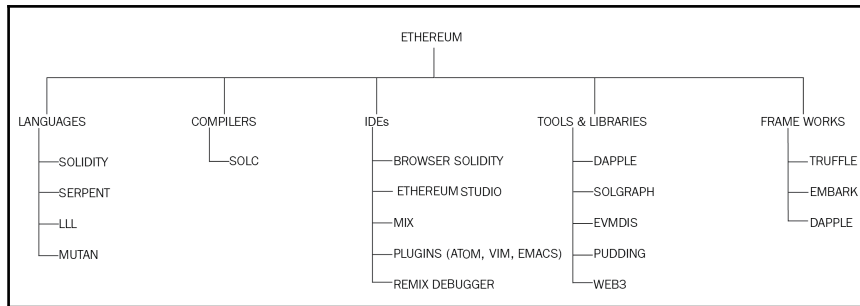 ETHEREUM
LANGUAGES
SOLIDITY
SERPENT
LLL
MUTAN
COMPILERS
SOLC
IDEs
BROWSER SOLIDITY
ETHEREUM STUDIO
MIX
PLUGINS (ATOM, VIM, EMACS)
REMIX DEBUGGER
TOOLS & LIBRARIES
DAPPLE
SOLGRAPH
EVMDIS
PUDDING
WEB3
FRAME WORKS
TRUFFLE
EMBARK
DAPPLE